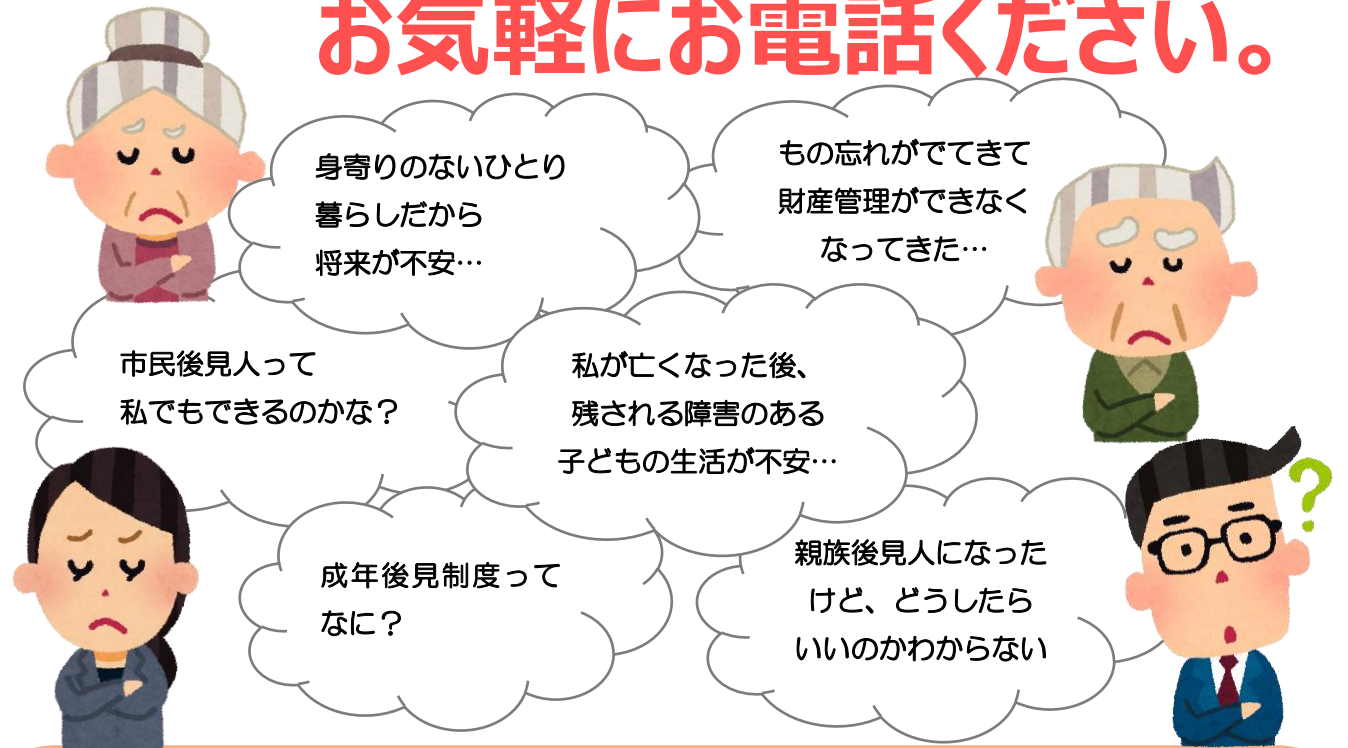 お気軽にお電話ください。
身寄りのないひとり
暮らしだから
将来が不安…
もの忘れがでてきて
財産管理ができなく
なってきた…
市民後見人って
私でもできるのかな？
私が亡くなった後、
残される障害のある
子どもの生活が不安…
成年後見制度って
なに？
親族後見人になった
けど、どうしたら
いいのかわからない
?